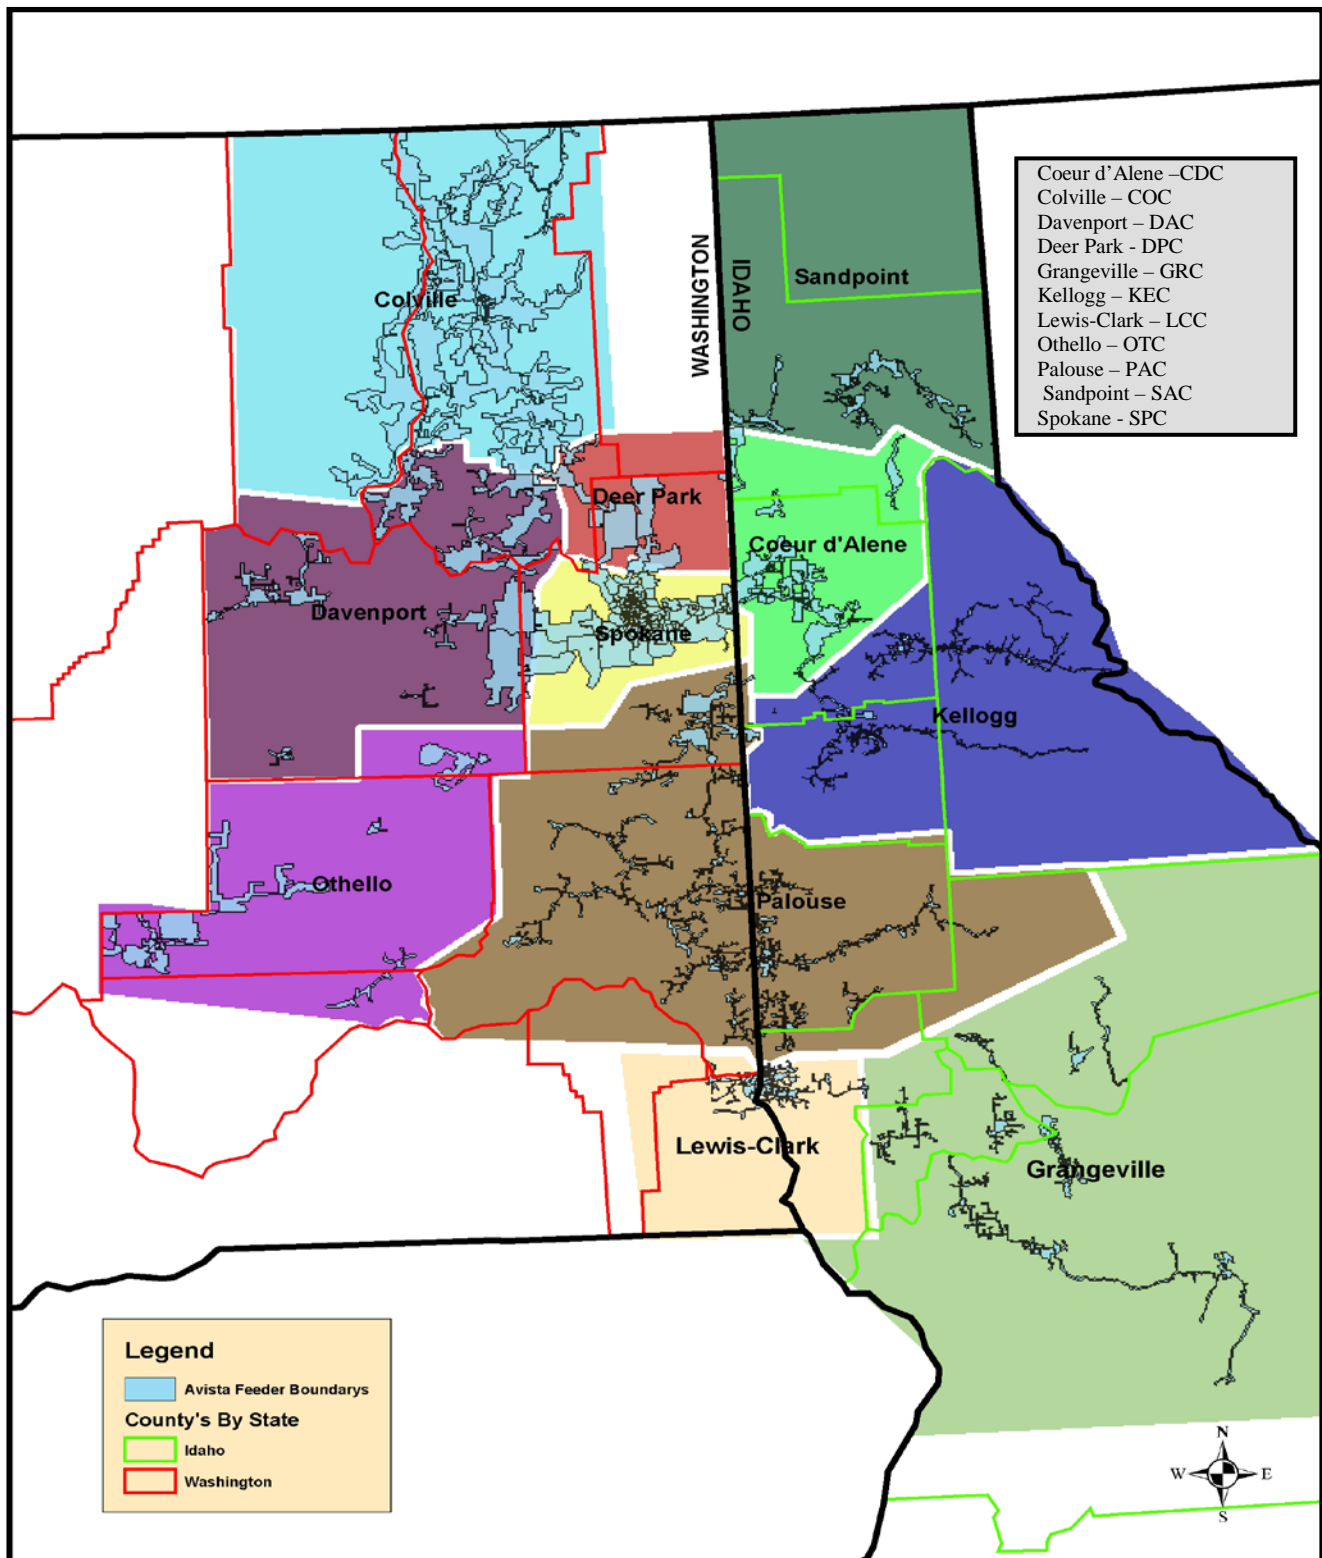 Coeur d'Alene –CDC
Colville – COC
Davenport – DAC
Deer Park - DPC
Grangeville – GRC
Kellogg – KEC
Lewis-Clark – LCC
Othello – OTC
Palouse – PAC
Sandpoint – SAC
Spokane - SPC
WASHINGTON
IDAHO
Sandpoint
Colville
Deer Park
Coeur d'Alene
Davenport
Spokane
Kellogg
Othello
Palouse
Lewis-Clark
Grangeville
Legend
Avista Feeder Boundarys
County's By State
Idaho
Washington
N
W E
S